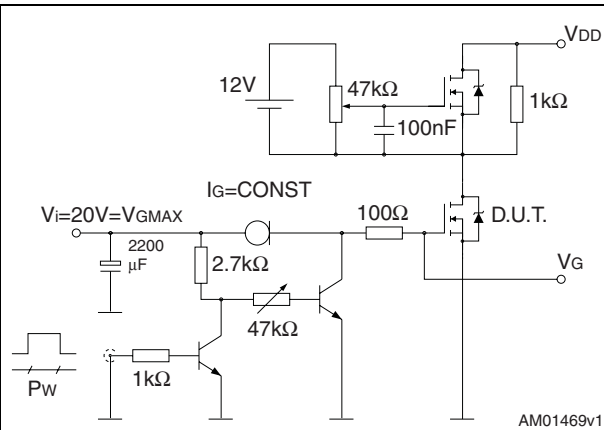 VDD
12V
47kΩ
1kΩ
100nF
IG=CONST
Vi=20V=VGMAX
100Ω
D.U.T.
2200
μF
2.7kΩ
VG
47kΩ
1kΩ
PW
AM01469v1